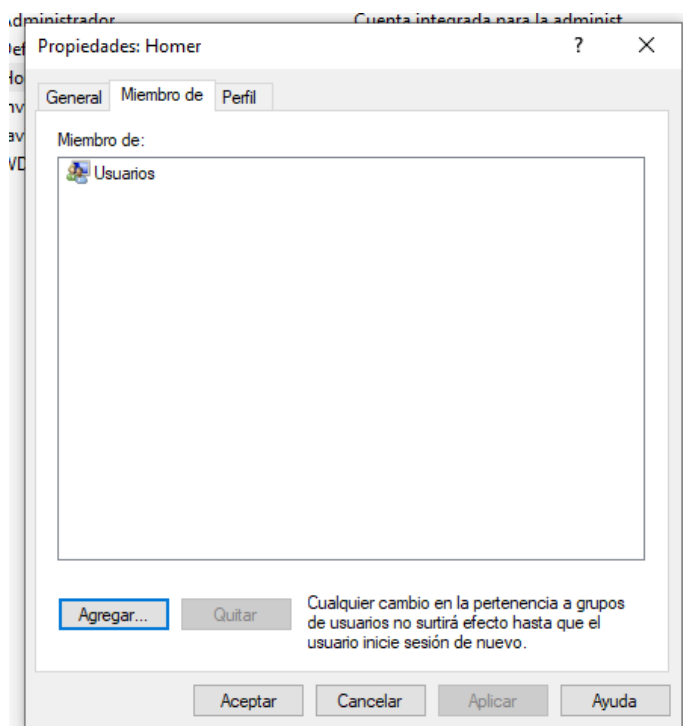 Administrador Cuenta integrada para la administ
Propiedades: Homer ?
General Miembro de Perfil
Miembro de:
Usuarios
Agregar... Quitar
Cualquier cambio en la pertenencia a grupos
de usuarios no surtirá efecto hasta que el
usuario inicie sesión de nuevo.
Aceptar Cancelar Aplicar Ayuda